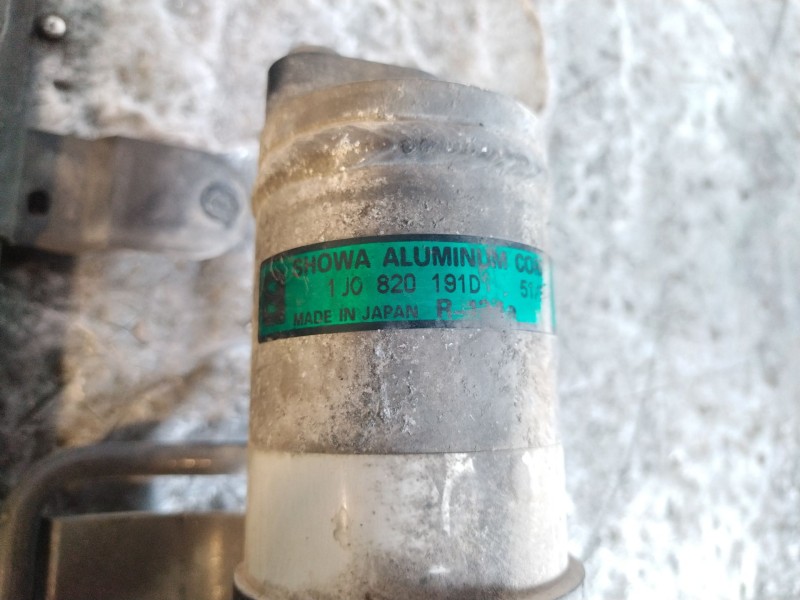 SHOWA ALUMINUM
1J0 820 191D
MADE IN JAPAN